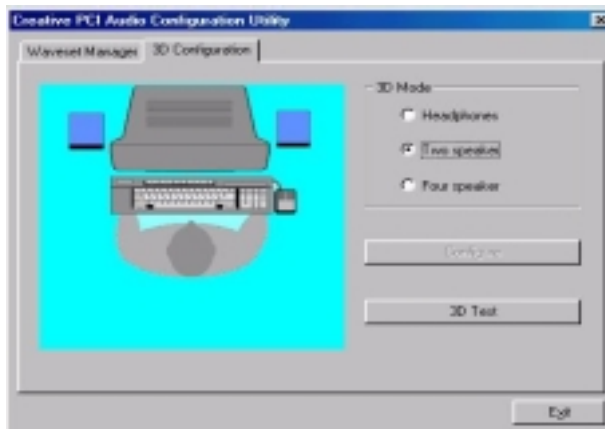 Creative PCI Audio Configuration Utility
Waveset Manager
3D Configuration
3D Mode
Headphones
Two speaker
Four speaker
Configure
3D Test
Exit